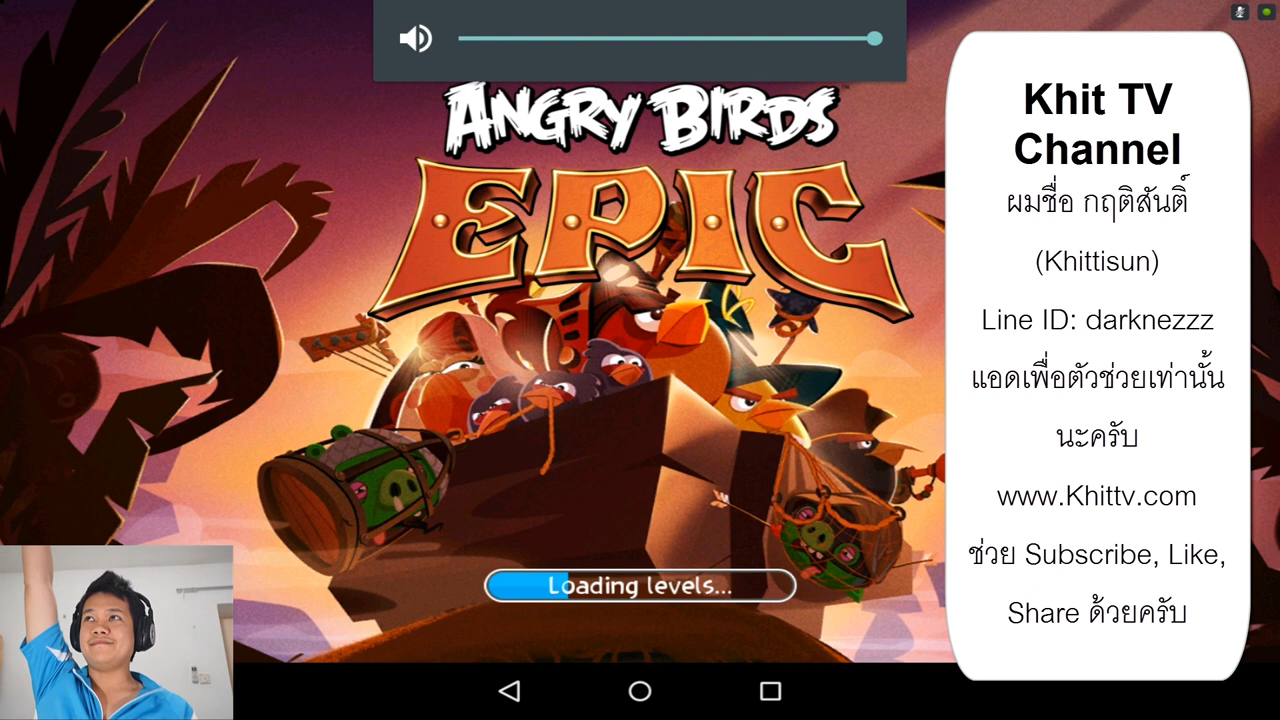 ANGRY BIRDS
EPIC
Loading levels...
Khit TV
Channel
ผมชื่อ กฤติสันติ์
(Khittisun)
Line ID: darknezzz
แอดเพื่อตัวช่วยเท่านั้น
นะครับ
www.Khittv.com
ช่วย Subscribe, Like,
Share ด้วยครับ